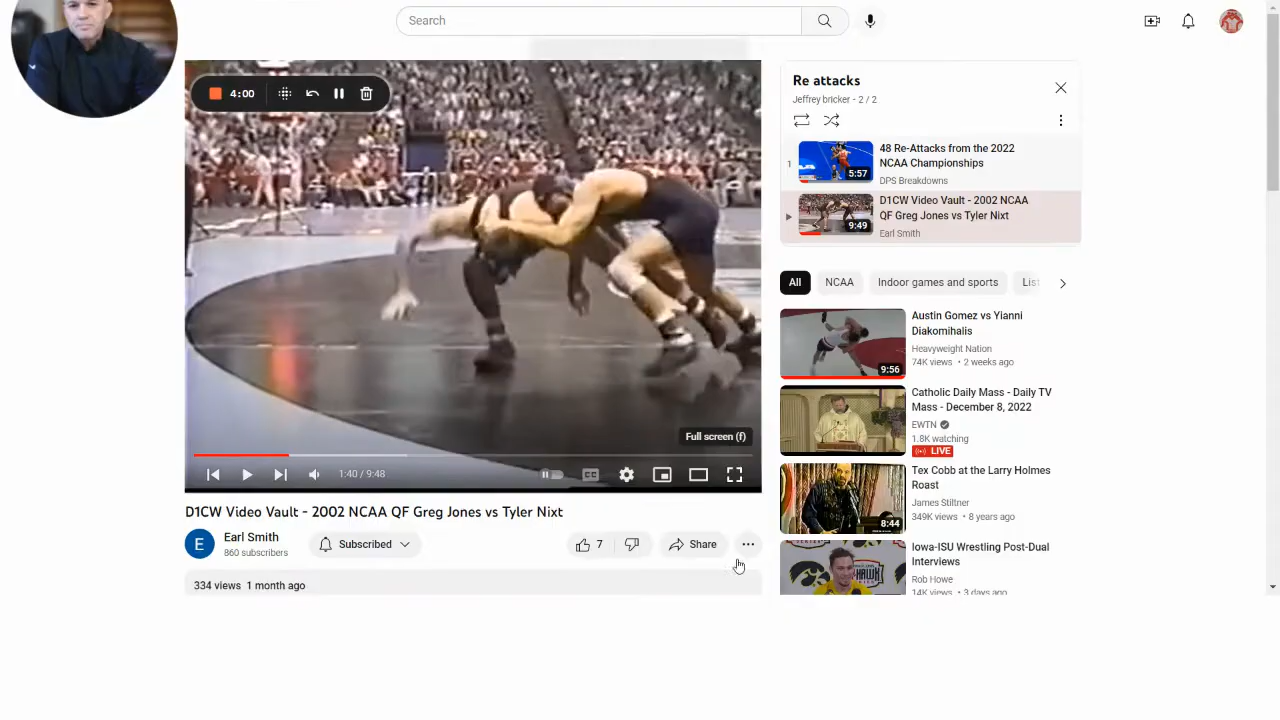 Search
4:00
Re attacks
Jeffrey bricker - 2 / 2
1
48 Re-Attacks from the 2022
NCAA Championships
DPS Breakdowns
5:57
D1CW Video Vault - 2002 NCAA
QF Greg Jones vs Tyler Nixt
Earl Smith
9:49
All
NCAA
Indoor games and sports
Austin Gomez vs Yianni
Diakomihalis
Heavyweight Nation
74K views • 2 weeks ago
9:56
Catholic Daily Mass - Daily TV
Mass - December 8, 2022
EWTN
1.8K watching
LIVE
Tex Cobb at the Larry Holmes
Roast
James Stiltner
349K views • 8 years ago
8:44
Iowa-ISU Wrestling Post-Dual
Interviews
Rob Howe
14K views • 3 days ago
Full screen (f)
1:40 / 9:48
CC
D1CW Video Vault - 2002 NCAA QF Greg Jones vs Tyler Nixt
E
Earl Smith
860 subscribers
Subscribed
7
Share
334 views 1 month ago